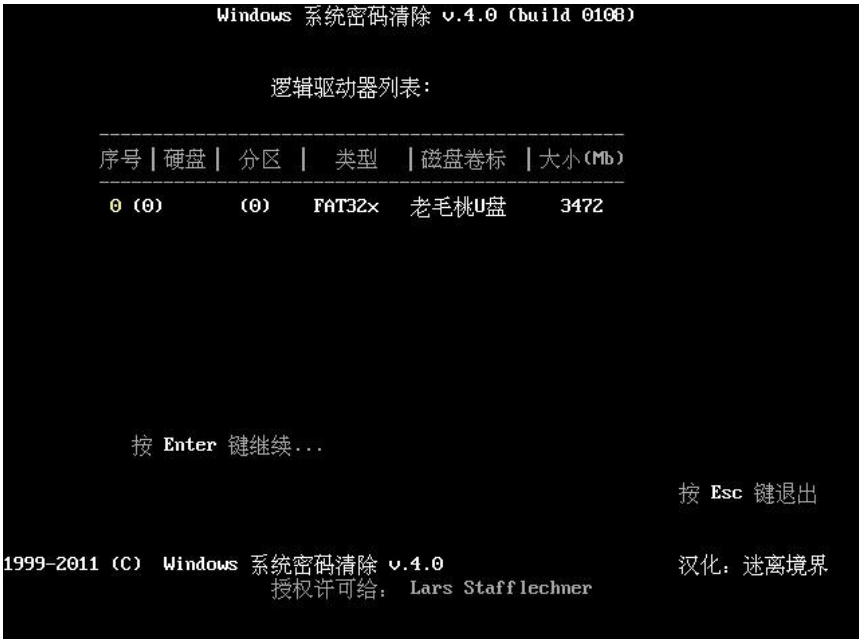 Windows 系统密码清除 v.4.0 (build 0108)
逻辑驱动器列表:
序号|硬盘| 分区 | 类型 |磁盘卷标 |大小(Mb)
0 (0) (0) FAT32x 老毛桃U盘 3472
按 Enter 键继续...
按 Esc 键退出
1999-2011 (C) Windows 系统密码清除 v.4.0 汉化: 迷离境界
授权许可给: Lars Stafflechner